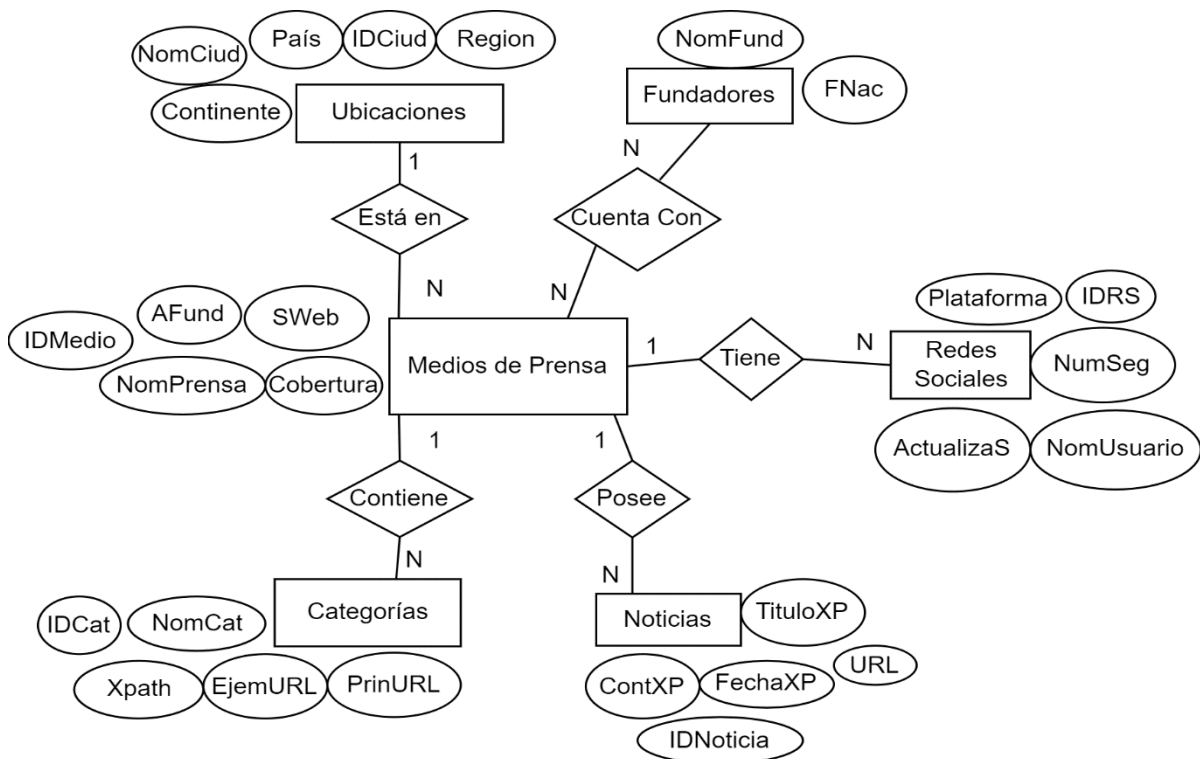 NomCiud
País
IDCiud
Region
Continente
Ubicaciones
NomFund
Fundadores
FNac
1
N
Está en
Cuenta Con
N
N
IDMedio
AFund
SWeb
NomPrensa
Cobertura
Medios de Prensa
1
Tiene
N
Plataforma
IDRS
Redes
Sociales
NumSeg
ActualizaS
NomUsuario
1
1
Contiene
Posee
N
N
IDCat
NomCat
Categorías
Xpath
EjemURL
PrinURL
Noticias
TituloXP
ContXP
FechaXP
URL
IDNoticia